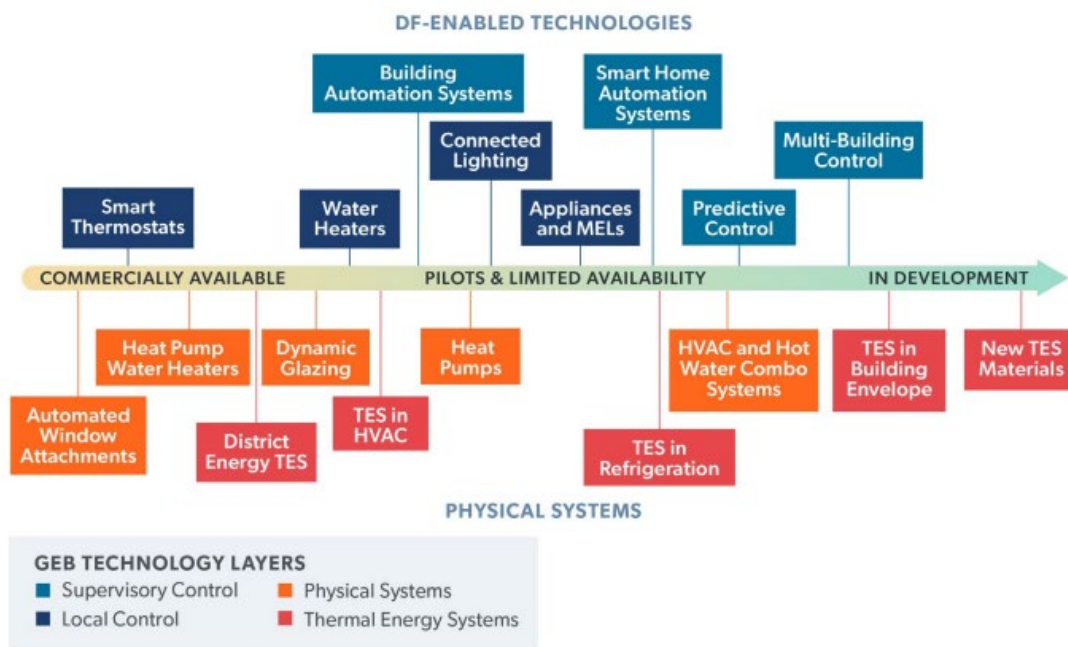 DF-ENABLED TECHNOLOGIES
Building
Automation Systems
Smart Home
Automation
Systems
Connected
Lighting
Multi-Building
Control
Smart
Thermostats
Water
Heaters
Appliances
and MELs
Predictive
Control
COMMERCIALLY AVAILABLE
PILOTS & LIMITED AVAILABILITY
IN DEVELOPMENT
Heat Pump
Water Heaters
Dynamic
Glazing
Heat
Pumps
HVAC and Hot
Water Combo
Systems
TES in
Building
Envelope
New TES
Materials
Automated
Window
Attachments
District
Energy TES
TES in
HVAC
TES in
Refrigeration
PHYSICAL SYSTEMS
GEB TECHNOLOGY LAYERS
Supervisory Control
Physical Systems
Local Control
Thermal Energy Systems